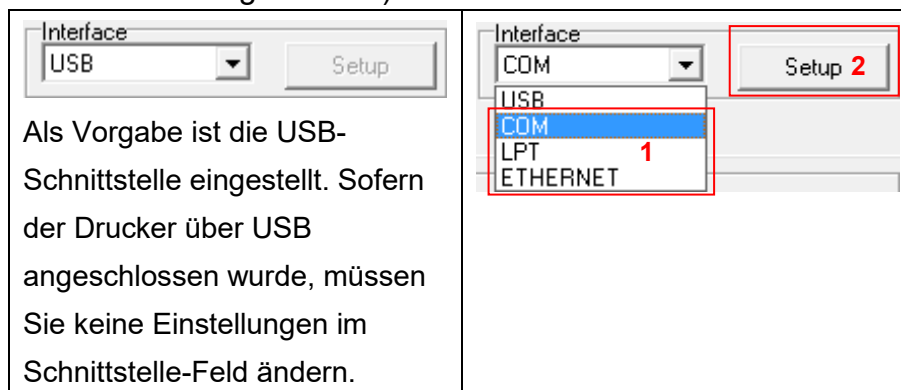 Interface
USB Setup
Als Vorgabe ist die USB-
Schnittstelle eingestellt. Sofern
der Drucker über USB
angeschlossen wurde, müssen
Sie keine Einstellungen im
Schnittstelle-Feld ändern.
Interface
COM Setup 2
USB
COM
LPT 1
ETHERNET